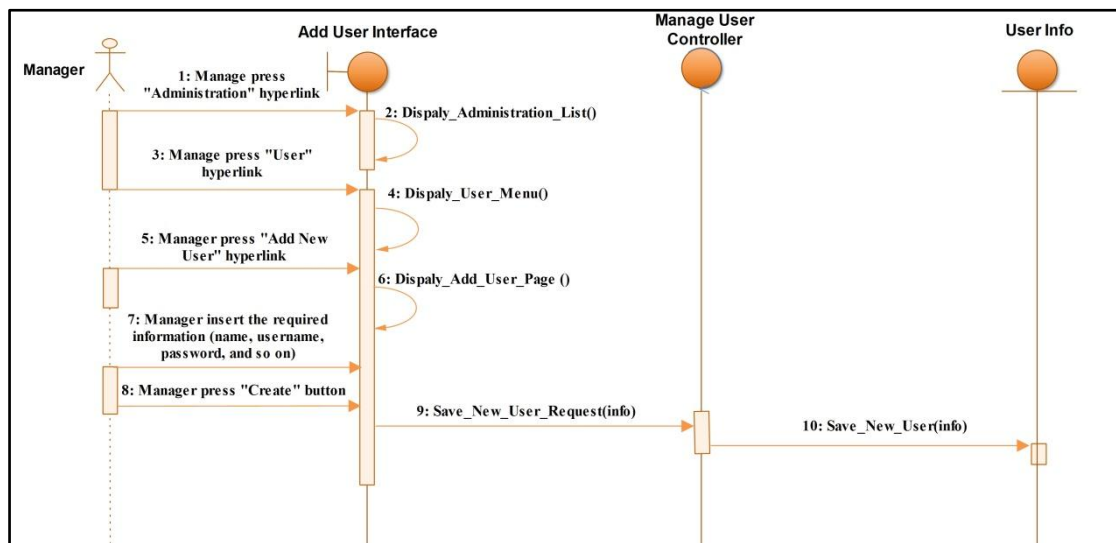 Manager
Add User Interface
Manage User
Controller
User Info
1: Manage press
"Administration" hyperlink
2: Dispaly_Administration_List()
3: Manage press "User"
hyperlink
4: Dispaly_User_Menu()
5: Manager press "Add New
User" hyperlink
6: Dispaly_Add_User_Page ()
7: Manager insert the required
information (name, username,
password, and so on)
8: Manager press "Create" button
9: Save_New_User_Request(info)
10: Save_New_User(info)